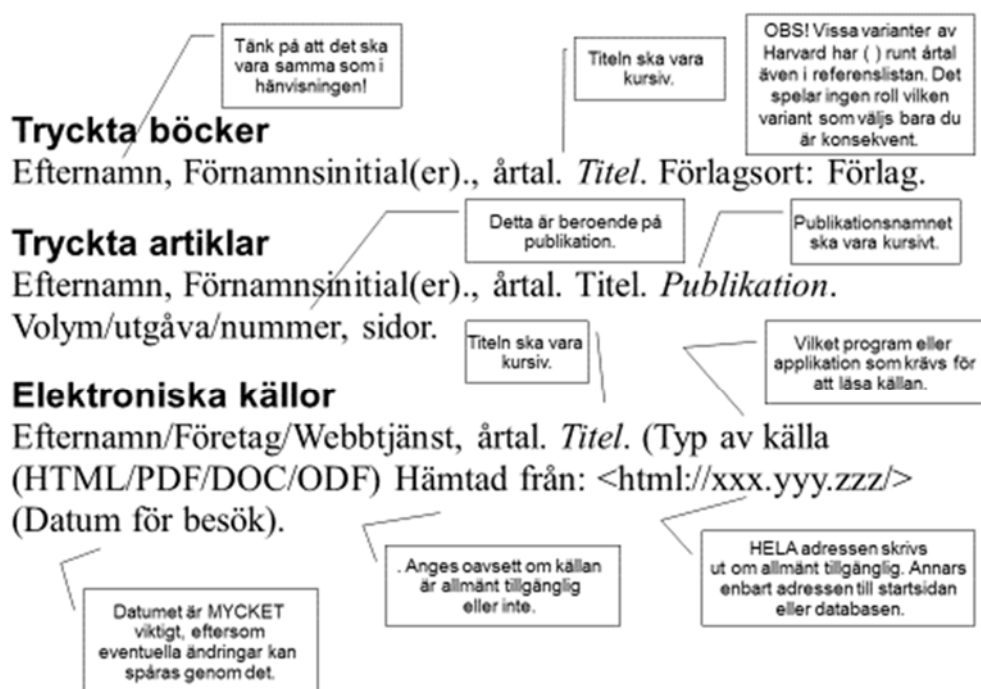 Tänk på att det ska
vara samma som i
hänvisningen!
Titeln ska vara
kursiv.
OBS! Vissa varianter av
Harvard har ( ) runt årtal
även i referenslistan. Det
spelar ingen roll vilken
variant som väljs bara du
är konsekvent.
Tryckta böcker
Efternamn, Förnamnsinitial(er)., årtal. Titel. Förlagsort: Förlag.
Detta är beroende på
publikation.
Publikationsnamnet
ska vara kursivt.
Tryckta artiklar
Efternamn, Förnamnsinitial(er)., årtal. Titel. Publikation.
Volym/utgåva/nummer, sidor.
Titeln ska vara
kursiv.
Vilket program eller
applikation som krävs för
att läsa källan.
Elektroniska källor
Efternamn/Företag/Webbtjänst, årtal. Titel. (Typ av källa
(HTML/PDF/DOC/ODF) Hämtad från: <html://xxx.yyy.zzz/>
(Datum för besök).
. Anges oavsett om källan
är allmänt tillgänglig
eller inte.
HELA adressen skrivs
ut om allmänt tillgänglig. Annars
enbart adressen till startsidan
eller databasen.
Datumet är MYCKET
viktigt, eftersom
eventuella ändringar kan
spåras genom det.